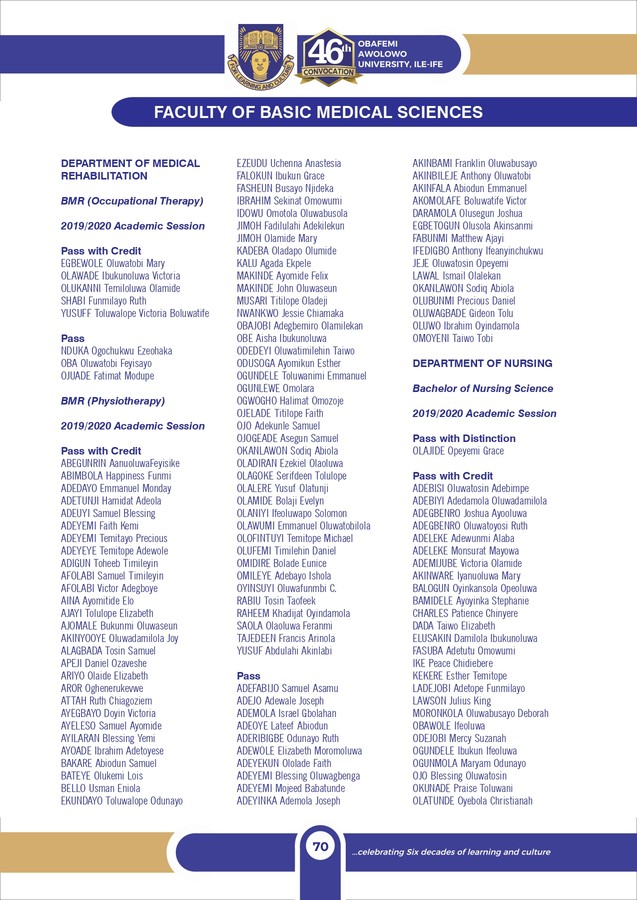 FOR LEARNING AND CULTURE
46th
CONVOCATION
OBAFEMI
AWOLOWO
UNIVERSITY, ILE-IFE
FACULTY OF BASIC MEDICAL SCIENCES
DEPARTMENT OF MEDICAL
REHABILITATION
BMR (Occupational Therapy)
2019/2020 Academic Session
Pass with Credit
EGBEWOLE Oluwatobi Mary
OLAWADE Ibukunoluwa Victoria
OLUKANNI Temiloluwa Olamide
SHABI Funmilayo Ruth
YUSUFF Toluwalope Victoria Boluwatife
Pass
NDUKA Ogochukwu Ezeohaka
OBA Oluwatobi Feyisayo
OJUADE Fatimat Modupe
BMR (Physiotherapy)
2019/2020 Academic Session
Pass with Credit
ABEGUNRIN AanuoluwaFeyisike
ABIMBOLA Happiness Funmi
ADEDAYO Emmanuel Monday
ADETUNJI Hamidat Adeola
ADEUYI Samuel Blessing
ADEYEMI Faith Kemi
ADEYEMI Temitayo Precious
ADEYEYE Temitope Adewole
ADIGUN Toheeb Timileyin
AFOLABI Samuel Timileyin
AFOLABI Victor Adegboye
AINA Ayomitide Elo
AJAYI Tolulope Elizabeth
AJOMALE Bukunmi Oluwaseun
AKINYOOYE Oluwadamilola Joy
ALAGBADA Tosin Samuel
APEJI Daniel Ozaveshe
ARIYO Olaide Elizabeth
AROR Oghenerukevwe
ATTAH Ruth Chiagoziem
AYEGBAYO Doyin Victoria
AYELESO Samuel Ayomide
AYILARAN Blessing Yemi
AYOADE Ibrahim Adetoyese
BAKARE Abiodun Samuel
BATEYE Olukemi Lois
BELLO Usman Eniola
EKUNDAYO Toluwalope Odunayo
EZEUDU Uchenna Anastesia
FALOKUN Ibukun Grace
FASHEUN Busayo Njideka
IBRAHIM Sekinat Omowumi
IDOWU Omotola Oluwabusola
JIMOH Fadilulahi Adekilekun
JIMOH Olamide Mary
KADEBA Oladapo Olumide
KALU Agada Ekpele
MAKINDE Ayomide Felix
MAKINDE John Oluwaseun
MUSARI Titilope Oladeji
NWANKWO Jessie Chiamaka
OBAJOBI Adegbemiro Olamilekan
OBE Aisha Ibukunoluwa
ODEDEYI Oluwatimilehin Taiwo
ODUSOGA Ayomikun Esther
OGUNDELE Toluwanimi Emmanuel
OGUNLEWE Omolara
OGWOGHO Halimat Omozoje
OJELADE Titilope Faith
OJO Adekunle Samuel
OJOGEADE Asegun Samuel
OKANLAWON Sodiq Abiola
OLADIRAN Ezekiel Olaoluwa
OLAGOKE Serifdeen Tolulope
OLALERE Yusuf Olatunji
OLAMIDE Bolaji Evelyn
OLANIYI Ifeoluwapo Solomon
OLAWUMI Emmanuel Oluwatobilola
OLOFINTUYI Temitope Michael
OLUFEMI Timilehin Daniel
OMIDIRE Bolade Eunice
OMILEYE Adebayo Ishola
OYINSUYI Oluwafunmbi C.
RABIU Tosin Taofeek
RAHEEM Khadijat Oyindamola
SAOLA Olaoluwa Feranmi
TAJEDEEN Francis Arinola
YUSUF Abdulahi Akinlabi
Pass
ADEFABIJO Samuel Asamu
ADEJO Adewale Joseph
ADEMOLA Israel Gbolahan
ADEOYE Lateef Abiodun
ADERIBIGBE Odunayo Ruth
ADEWOLE Elizabeth Moromoluwa
ADEYEKUN Ololade Faith
ADEYEMI Blessing Oluwagbenga
ADEYEMI Mojeed Babatunde
ADEYINKA Ademola Joseph
AKINBAMI Franklin Oluwabusayo
AKINBILEJE Anthony Oluwatobi
AKINFALA Abiodun Emmanuel
AKOMOLAFE Boluwatife Victor
DARAMOLA Olusegun Joshua
EGBETOGUN Olusola Akinsanmi
FABUNMI Matthew Ajayi
IFEDIGBO Anthony Ifeanyinchukwu
JEJE Oluwatosin Opeyemi
LAWAL Ismail Olalekan
OKANLAWON Sodiq Abiola
OLUBUNMI Precious Daniel
OLUWAGBADE Gideon Tolu
OLUWO Ibrahim Oyindamola
OMOYENI Taiwo Tobi
DEPARTMENT OF NURSING
Bachelor of Nursing Science
2019/2020 Academic Session
Pass with Distinction
OLAJIDE Opeyemi Grace
Pass with Credit
ADEBISI Oluwatosin Adebimpe
ADEBIYI Adedamola Oluwadamilola
ADEGBENRO Joshua Ayooluwa
ADEGBENRO Oluwatoyosi Ruth
ADELEKE Adewunmi Alaba
ADELEKE Monsurat Mayowa
ADEMIJUBE Victoria Olamide
AKINWARE Iyanuoluwa Mary
BALOGUN Oyinkansola Opeoluwa
BAMIDELE Ayoyinka Stephanie
CHARLES Patience Chinyere
DADA Taiwo Elizabeth
ELUSAKIN Damilola Ibukunoluwa
FASUBA Adetutu Omowumi
IKE Peace Chidiebere
KEKERE Esther Temitope
LADEJOBI Adetope Funmilayo
LAWSON Julius King
MORONKOLA Oluwabusayo Deborah
OBAWOLE Ifeoluwa
ODEJOBI Mercy Suzanah
OGUNDELE Ibukun Ifeoluwa
OGUNMOLA Maryam Odunayo
OJO Blessing Oluwatosin
OKUNADE Praise Toluwani
OLATUNDE Oyebola Christianah
70
...celebrating Six decades of learning and culture